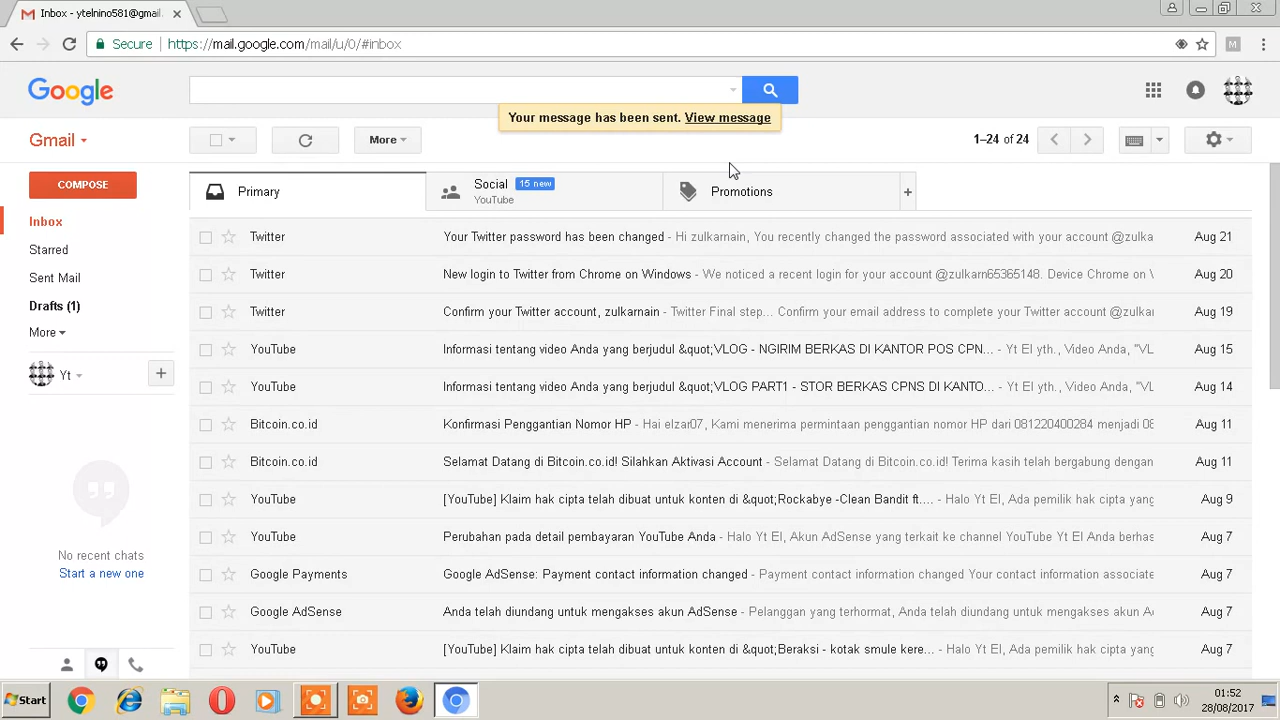 Inbox - ytelnino581@gmail.
Secure https://mail.google.com/mail/u/0/#inbox
M
Google
Your message has been sent. View message
Gmail
More
1–24 of 24
COMPOSE
Primary
Social 15 new
YouTube
Promotions
Inbox
Starred
Sent Mail
Drafts (1)
More
Yt
Twitter Your Twitter password has been changed - Hi zulkarnain, You recently changed the password associated with your account @zulka Aug 21
Twitter New login to Twitter from Chrome on Windows - We noticed a recent login for your account @zulkarn65365148. Device Chrome on Aug 20
Twitter Confirm your Twitter account, zulkarnain - Twitter Final step... Confirm your email address to complete your Twitter account @zulkar Aug 19
YouTube Informasi tentang video Anda yang berjudul &quot;VLOG - NGIRIM BERKAS DI KANTOR POS CPN... - Yt El yth., Video Anda, "VL Aug 15
YouTube Informasi tentang video Anda yang berjudul &quot;VLOG PART1 - STOR BERKAS CPNS DI KANTO... - Yt El yth., Video Anda, "VL Aug 14
Bitcoin.co.id Konfirmasi Penggantian Nomor HP - Hai elzar07, Kami menerima permintaan penggantian nomor HP dari 081220400284 menjadi 08 Aug 11
Bitcoin.co.id Selamat Datang di Bitcoin.co.id! Silahkan Aktivasi Account - Selamat Datang di Bitcoin.co.id! Terima kasih telah bergabung dengan Aug 11
YouTube [YouTube] Klaim hak cipta telah dibuat untuk konten di &quot;Rockabye -Clean Bandit ft.... - Halo Yt El, Ada pemilik hak cipta yang Aug 9
YouTube Perubahan pada detail pembayaran YouTube Anda - Halo Yt El, Akun AdSense yang terkait ke channel YouTube Yt El Anda berhas Aug 7
Google Payments Google AdSense: Payment contact information changed - Payment contact information changed Your contact information associate Aug 7
Google AdSense Anda telah diundang untuk mengakses akun AdSense - Pelanggan yang terhormat, Anda telah diundang untuk mengakses akun Ac Aug 7
YouTube [YouTube] Klaim hak cipta telah dibuat untuk konten di &quot;Beraksi - kotak smule kere... - Halo Yt El, Ada pemilik hak cipta yang Aug 7
No recent chats
Start a new one
Start
01:52
28/08/2017